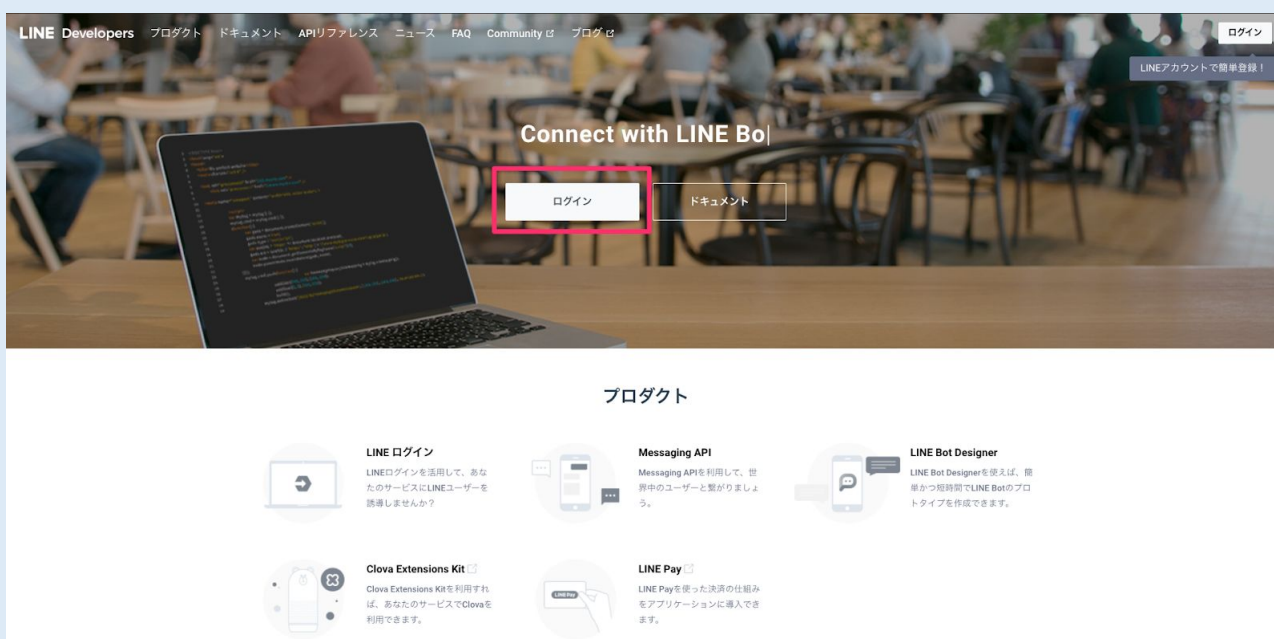 LINE Developers プロダクト ドキュメント APIリファレンス ニュース FAQ Community ブログ
ログイン
LINEアカウントで簡単登録！
Connect with LINE Bo
ログイン
ドキュメント
プロダクト
LINE ログイン
LINEログインを活用して、あな
たのサービスにLINEユーザーを
誘導しませんか？
Messaging API
Messaging APIを利用して、世
界中のユーザーと繋がりましょ
う。
LINE Bot Designer
LINE Bot Designerを使えば、簡
単かつ短時間でLINE Botのプロ
トタイプを作成できます。
Clova Extensions Kit
Clova Extensions Kitを利用すれ
ば、あなたのサービスでClovaを
利用できます。
LINE Pay
LINE Pay
LINE Payを使った決済の仕組み
をアプリケーションに導入でき
ます。